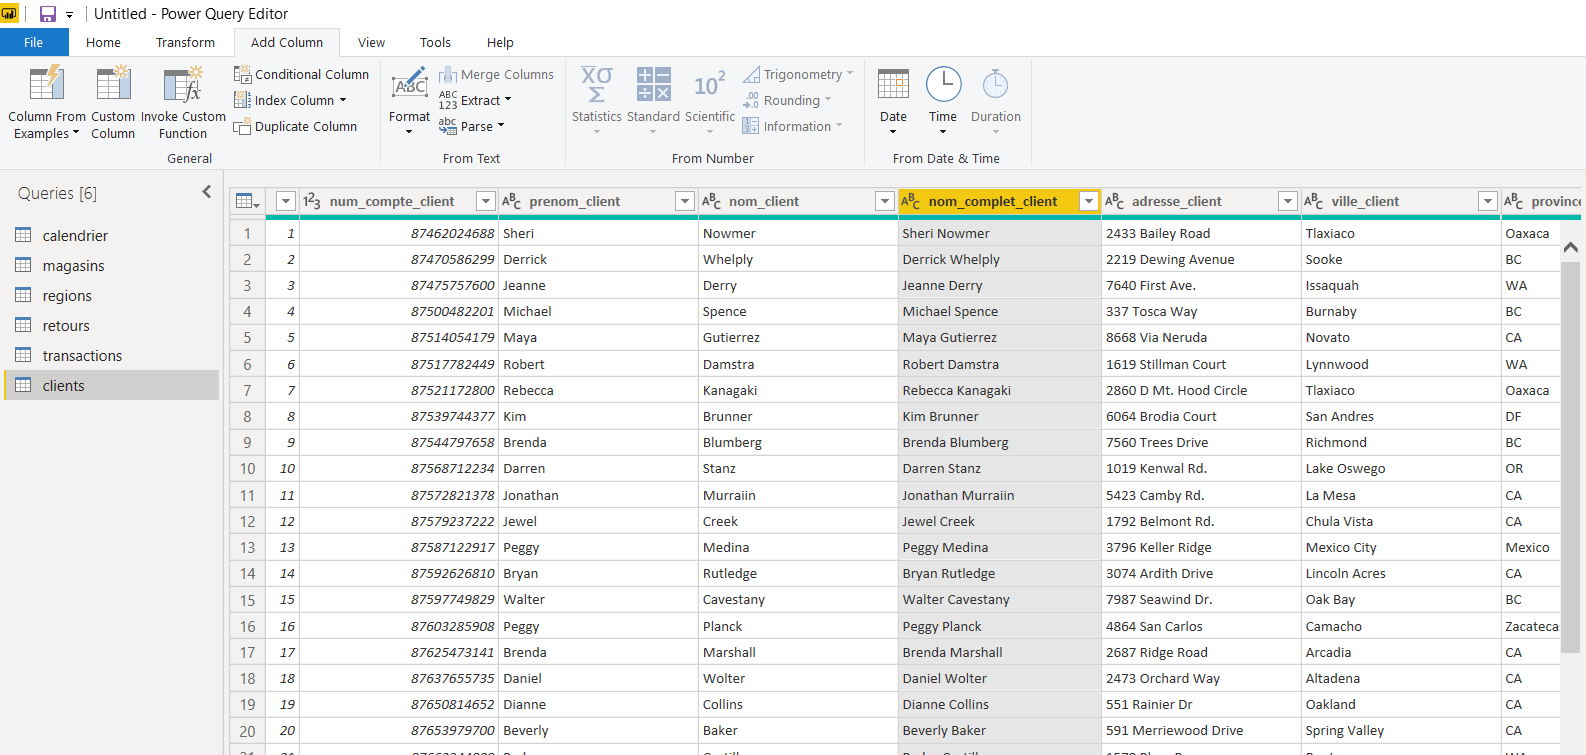 Untitled - Power Query Editor
File Home Transform Add Column View Tools Help
Column From Examples
Custom Column
Invoke Custom Function
Conditional Column
Index Column
Duplicate Column
General
Format
Merge Columns
Extract
Parse
From Text
Statistics
Standard
Scientific
Trigonometry
Rounding
Information
From Number
Date
Time
Duration
From Date & Time
Queries [6]
calendrier
magasins
regions
retours
transactions
clients
num_compte_client prenom_client nom_client nom_complet_client adresse_client ville_client province
1 1 87462024688 Sheri Nowmer Sheri Nowmer 2433 Bailey Road Tlaxiaco Oaxaca
2 2 87470586299 Derrick Whelply Derrick Whelply 2219 Dewing Avenue Sooke BC
3 3 87475757600 Jeanne Derry Jeanne Derry 7640 First Ave. Issaquah WA
4 4 87500482201 Michael Spence Michael Spence 337 Tosca Way Burnaby BC
5 5 87514054179 Maya Gutierrez Maya Gutierrez 8668 Via Neruda Novato CA
6 6 87517782449 Robert Damstra Robert Damstra 1619 Stillman Court Lynnwood WA
7 7 87521172800 Rebecca Kanagaki Rebecca Kanagaki 2860 D Mt. Hood Circle Tlaxiaco Oaxaca
8 8 87539744377 Kim Brunner Kim Brunner 6064 Brodia Court San Andres DF
9 9 87544797658 Brenda Blumberg Brenda Blumberg 7560 Trees Drive Richmond BC
10 10 87568712234 Darren Stanz Darren Stanz 1019 Kenwal Rd. Lake Oswego OR
11 11 87572821378 Jonathan Murraiin Jonathan Murraiin 5423 Camby Rd. La Mesa CA
12 12 87579237222 Jewel Creek Jewel Creek 1792 Belmont Rd. Chula Vista CA
13 13 87587122917 Peggy Medina Peggy Medina 3796 Keller Ridge Mexico City Mexico
14 14 87592626810 Bryan Rutledge Bryan Rutledge 3074 Ardith Drive Lincoln Acres CA
15 15 87597749829 Walter Cavestany Walter Cavestany 7987 Seawind Dr. Oak Bay BC
16 16 87603285908 Peggy Planck Peggy Planck 4864 San Carlos Camacho Zacateca
17 17 87625473141 Brenda Marshall Brenda Marshall 2687 Ridge Road Arcadia CA
18 18 87637655735 Daniel Wolter Daniel Wolter 2473 Orchard Way Altadena CA
19 19 87650814652 Dianne Collins Dianne Collins 551 Rainier Dr Oakland CA
20 20 87653979700 Beverly Baker Beverly Baker 591 Merriewood Drive Spring Valley CA